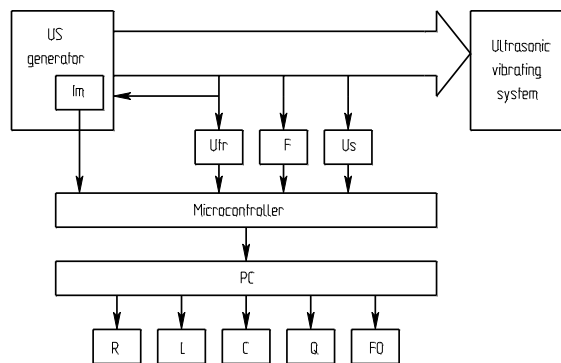 US
generator
Im
Ultrasonic
vibrating
system
Utr
F
Us
Microcontroller
PC
R
L
C
Q
F0